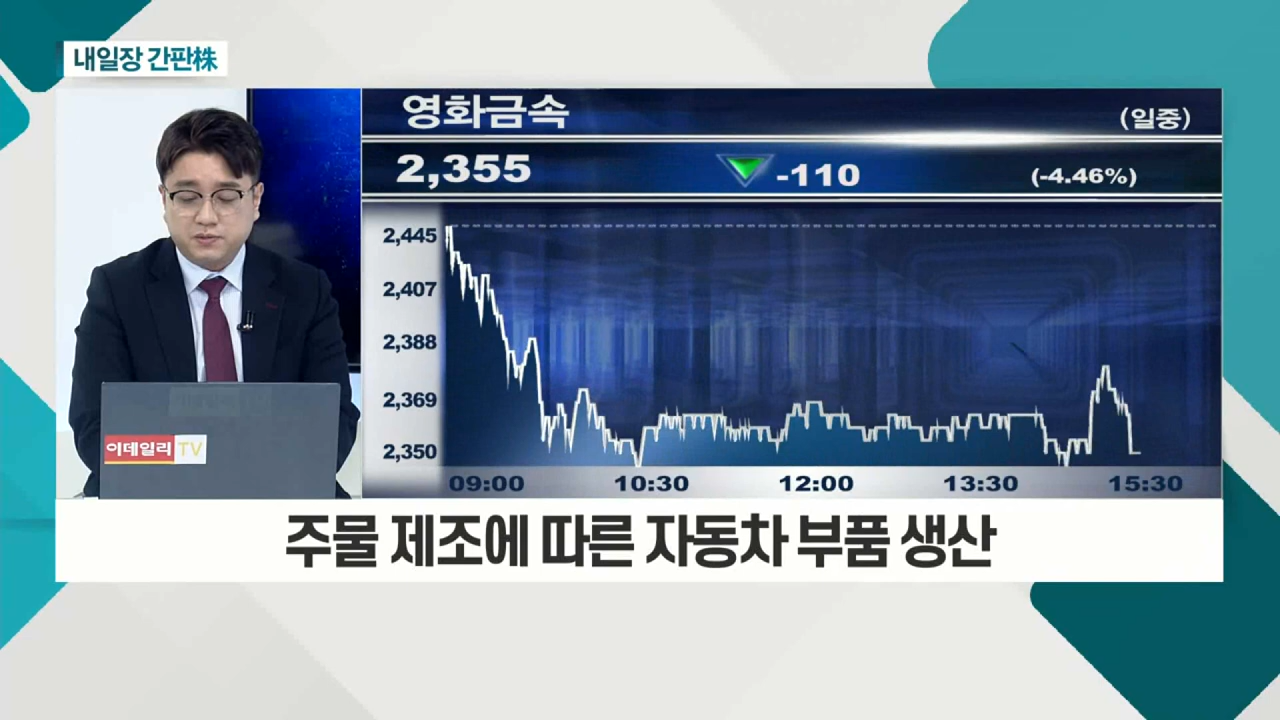 내일장 간판株
영화금속
(일중)
2,355
-110
(-4.46%)
2,445
2,407
2,388
2,369
2,350
09:00
10:30
12:00
13:30
15:30
이데일리 TV
주물 제조에 따른 자동차 부품 생산